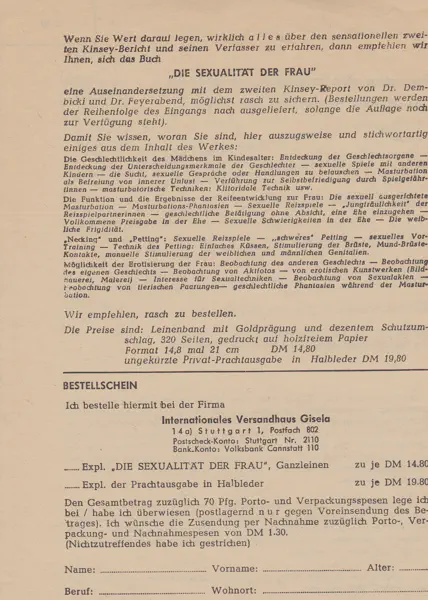 Wenn Sie Wert darauf legen, wirklich a l l e s über den sensationellen zwei-
ten Kinsey-Bericht und seinen Verfasser zu erfahren, dann empfehlen wir
Ihnen, sich das Buch
„DIE SEXUALITÄT DER FRAU"
eine Auseinandersetzung mit dem zweiten Kinsey-Report von Dr. Dem-
bicki und Dr. Feyerabend, möglichst rasch zu sichern. (Bestellungen werden
der Reihenfolge des Eingangs nach ausgeliefert, solange die Auflage noch
zur Verfügung steht).
Damit Sie wissen, woran Sie sind, hier auszugsweise und stichwortartig
einiges aus dem Inhalt des Werkes:
Die Geschlechtlichkeit des Mädchens im Kindesalter: Entdeckung der Geschlechtsorgene —
Entdeckung der Unterscheidungsmerkmale der Geschlechter — sexuelle Spiele mit anderen
Kindern — die Sucht, sexuelle Gespräche oder Handlungen zu belauschen — Masturbation
als Befreiung von innerer Unlust — Verführung zur Selbstbefriedigung durch Spielgefähr-
innen — masturbatorische Techniken: Klitoridale Technik usw.
Die Funktion und die Ergebnisse der Reifeentwicklung zur Frau: Die sexuell ausgerichtete
Masturbation — Masturbations-Phantasien — Sexuelle Reizspiele — „Jungfräulichkeit" der
Reizspielpartnerinnen — geschlechtliche Betätigung ohne Absicht, eine Ehe einzugehen —
Vollkommene Preisgabe in der Ehe — Sexuelle Schwierigkeiten in der Ehe — Die weib-
liche Frigidität.
„Necking" und „Petting": Sexuelle Reizspiele — „schweres" Petting — sexuelles Vor-
Training — Technik des Petting: Einfaches Küssen, Stimulierung der Brüste, Mund-Brüste-
Kontakte, manuelle Stimulierung der weiblichen und männlichen Genitalien.
Möglichkeit der Erotisierung der Frau: Beobachtung des anderen Geschlechts — Beobachtung
des eigenen Geschlechts — Beobachtung von Aktfotos — von erotischen Kunstwerken (Bild-
hauerei, Malerei) — Interesse für Sexualtechniken — Beobachtung von Sexualakten —
Beobachtung von tierischen Paarungen— geschlechtliche Phantasien während der Mastur-
bation.
Wir empfehlen, rasch zu bestellen.
Die Preise sind: Leinenband mit Goldprägung und dezentem Schutzum-
schlag, 320 Seiten, gedruckt auf holzfreiem Papier
Format 14,8 mal 21 cm DM 14,80
ungekürzte Privat-Prachtausgabe in Halbleder DM 19,80
BESTELLSCHEIN
Ich bestelle hiermit bei der Firma
Internationales Versandhaus Gisela
14a) S t u t t g a r t 1, Postfach 802
Postscheck-Konto: Stuttgart Nr. 2110
Bank-Konto: Volksbank Cannstatt 110
...... Expl. „DIE SEXUALITÄT DER FRAU", Ganzleinen zu je DM 14.80
...... Expl. der Prachtausgabe in Halbleder zu je DM 19.80
Den Gesamtbetrag zuzüglich 70 Pfg. Porto- und Verpackungsspesen lege ich
bei / habe ich überwiesen (postlagernd n u r gegen Voreinsendung des Be-
trages). Ich wünsche die Zusendung per Nachnahme zuzüglich Porto-, Ver-
packung- und Nachnahmespesen von DM 1.30.
(Nichtzutreffendes habe ich gestrichen)
Name: Vorname: Alter:
Beruf: Wohnort: